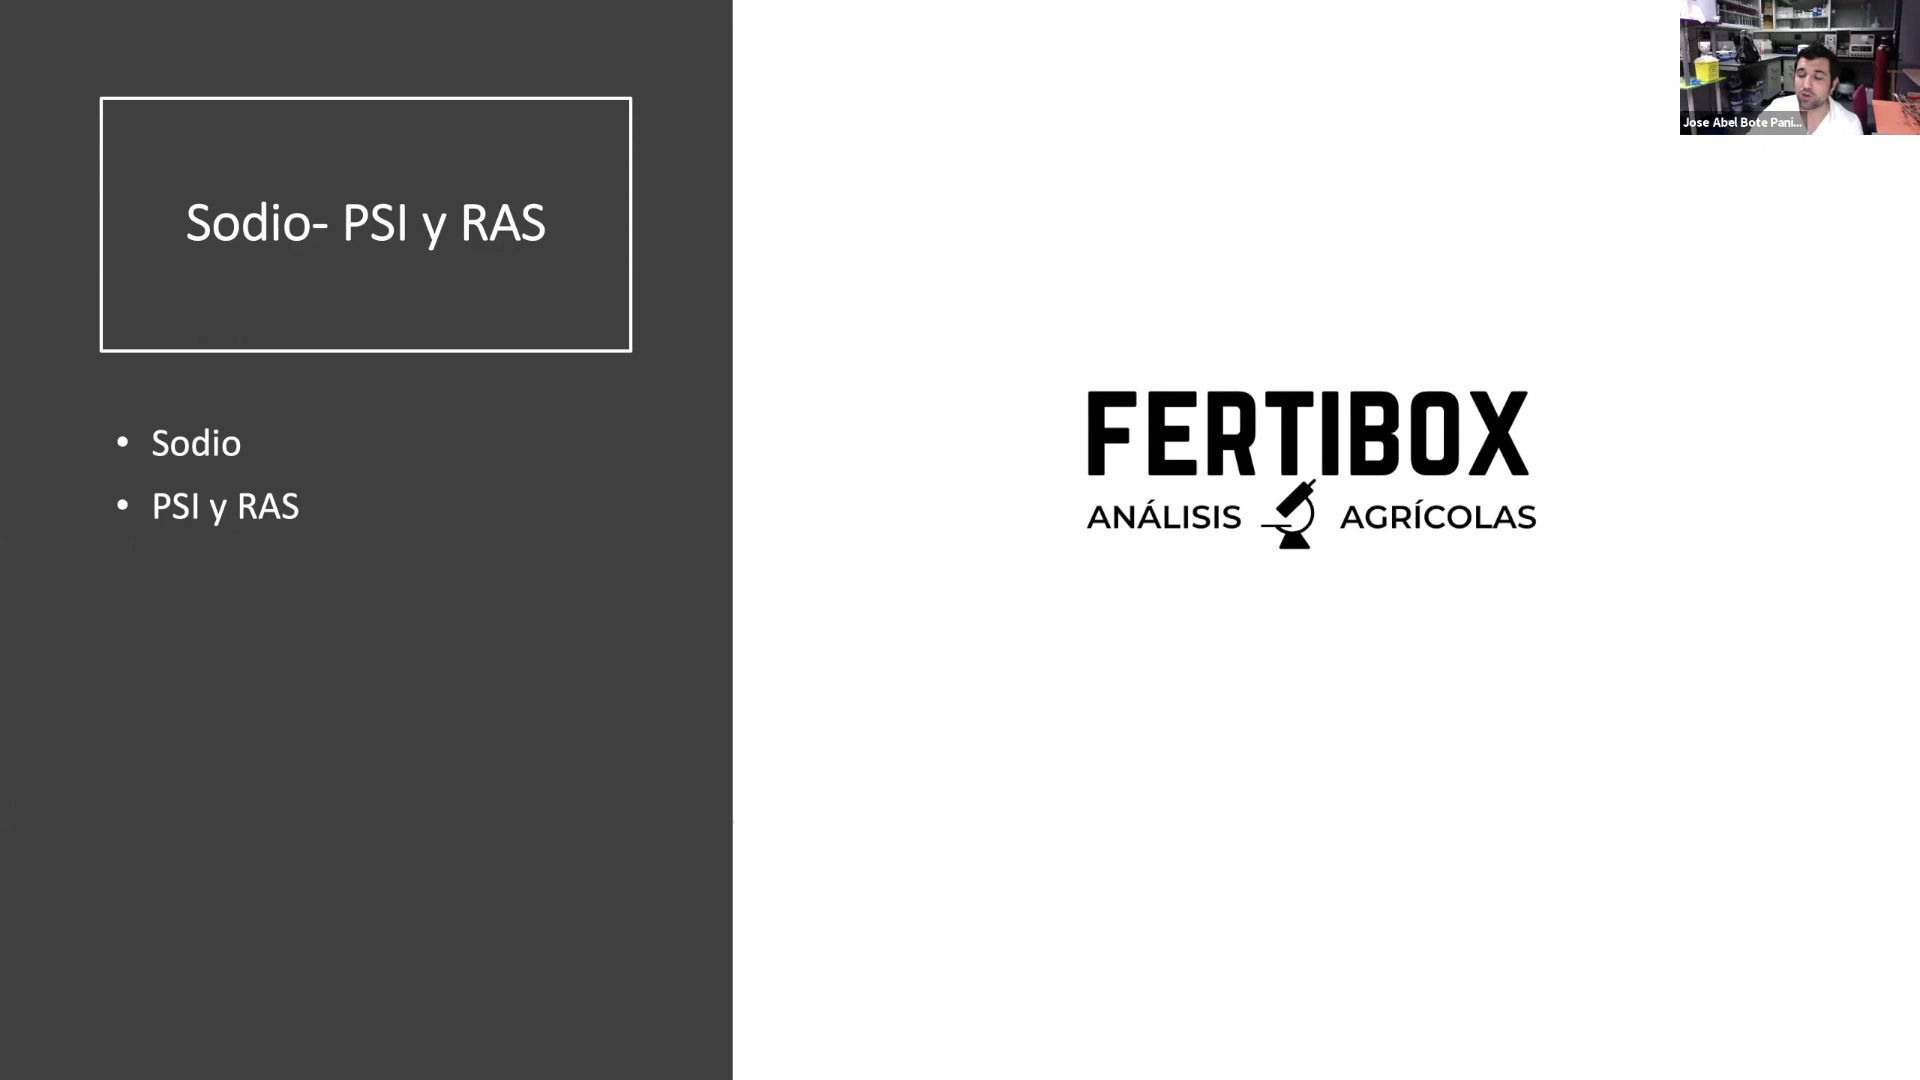 Sodio- PSI y RAS
• Sodio
• PSI y RAS
FERTIBOX
ANÁLISIS AGRÍCOLAS
Jose Abel Bote Pani...